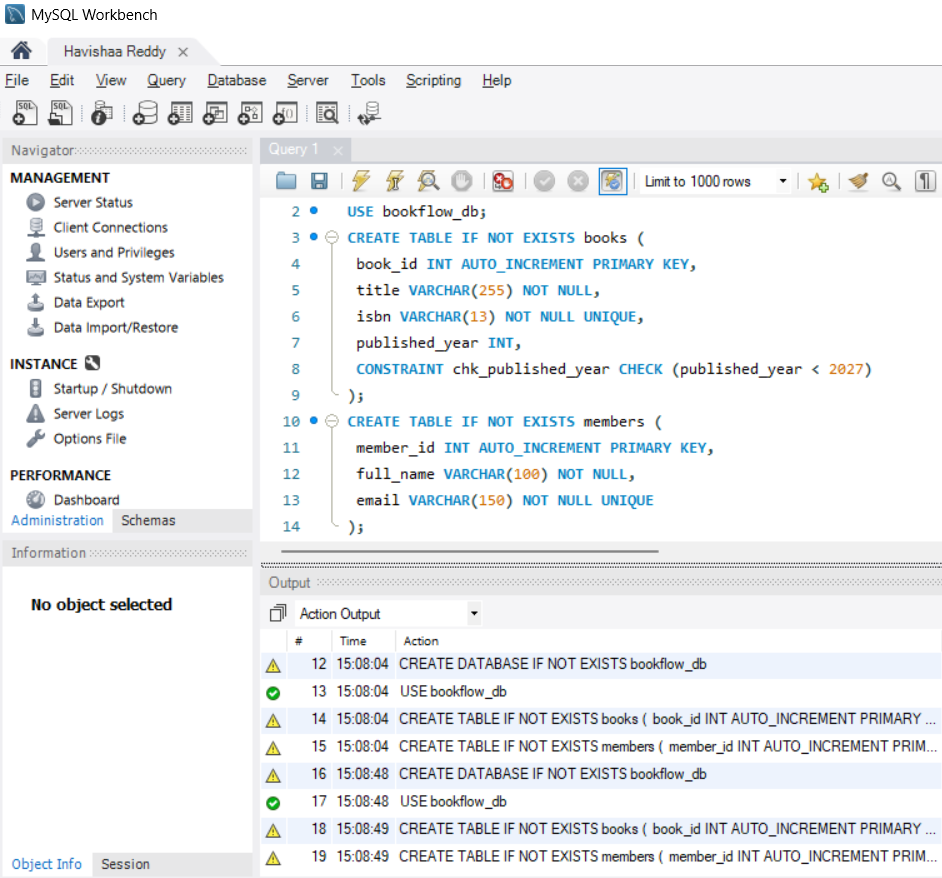 MySQL Workbench
Havishaa Reddy
File Edit View Query Database Server Tools Scripting Help
Navigator
MANAGEMENT
Server Status
Client Connections
Users and Privileges
Status and System Variables
Data Export
Data Import/Restore
INSTANCE
Startup / Shutdown
Server Logs
Options File
PERFORMANCE
Dashboard
Administration Schemas
Information
No object selected
Object Info Session
Query 1
Limit to 1000 rows
2 USE bookflow_db;
3 CREATE TABLE IF NOT EXISTS books (
4 book_id INT AUTO_INCREMENT PRIMARY KEY,
5 title VARCHAR(255) NOT NULL,
6 isbn VARCHAR(13) NOT NULL UNIQUE,
7 published_year INT,
8 CONSTRAINT chk_published_year CHECK (published_year < 2027)
9 );
10 CREATE TABLE IF NOT EXISTS members (
11 member_id INT AUTO_INCREMENT PRIMARY KEY,
12 full_name VARCHAR(100) NOT NULL,
13 email VARCHAR(150) NOT NULL UNIQUE
14 );
Output
Action Output
# Time Action
12 15:08:04 CREATE DATABASE IF NOT EXISTS bookflow_db
13 15:08:04 USE bookflow_db
14 15:08:04 CREATE TABLE IF NOT EXISTS books ( book_id INT AUTO_INCREMENT PRIMARY ...
15 15:08:04 CREATE TABLE IF NOT EXISTS members ( member_id INT AUTO_INCREMENT PRIM...
16 15:08:48 CREATE DATABASE IF NOT EXISTS bookflow_db
17 15:08:48 USE bookflow_db
18 15:08:49 CREATE TABLE IF NOT EXISTS books ( book_id INT AUTO_INCREMENT PRIMARY ...
19 15:08:49 CREATE TABLE IF NOT EXISTS members ( member_id INT AUTO_INCREMENT PRIM...